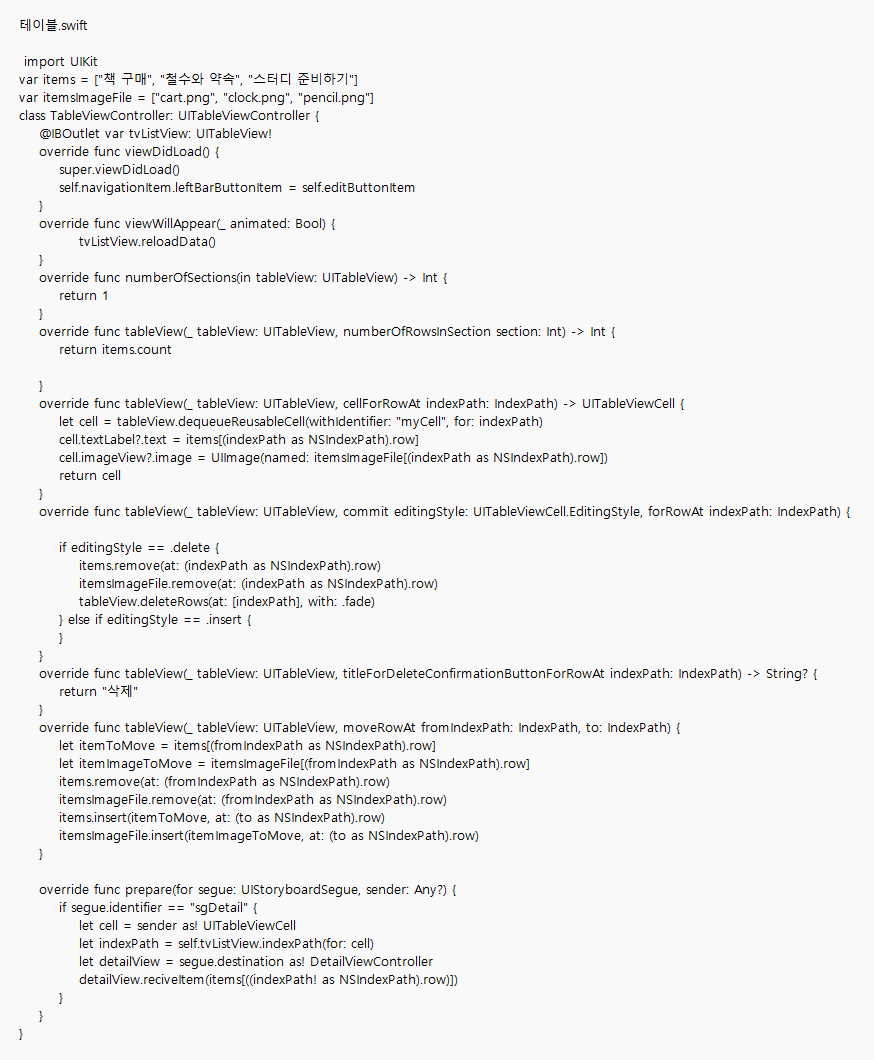 테이블.swift
import UIKit
var items = ["책 구매", "철수와 약속", "스터디 준비하기"]
var itemsImageFile = ["cart.png", "clock.png", "pencil.png"]
class TableViewController: UITableViewController {
@IBOutlet var tvListView: UITableView!
override func viewDidLoad() {
super.viewDidLoad()
self.navigationItem.leftBarButtonItem = self.editButtonItem
}
override func viewWillAppear(_ animated: Bool) {
tvListView.reloadData()
}
override func numberOfSections(in tableView: UITableView) -> Int {
return 1
}
override func tableView(_ tableView: UITableView, numberOfRowsInSection section: Int) -> Int {
return items.count
}
override func tableView(_ tableView: UITableView, cellForRowAt indexPath: IndexPath) -> UITableViewCell {
let cell = tableView.dequeueReusableCell(withIdentifier: "myCell", for: indexPath)
cell.textLabel?.text = items[(indexPath as NSIndexPath).row]
cell.imageView?.image = UIImage(named: itemsImageFile[(indexPath as NSIndexPath).row])
return cell
}
override func tableView(_ tableView: UITableView, commit editingStyle: UITableViewCell.EditingStyle, forRowAt indexPath: IndexPath) {
if editingStyle == .delete {
items.remove(at: (indexPath as NSIndexPath).row)
itemsImageFile.remove(at: (indexPath as NSIndexPath).row)
tableView.deleteRows(at: [indexPath], with: .fade)
} else if editingStyle == .insert {
}
}
override func tableView(_ tableView: UITableView, titleForDeleteConfirmationButtonForRowAt indexPath: IndexPath) -> String? {
return "삭제"
}
override func tableView(_ tableView: UITableView, moveRowAt fromIndexPath: IndexPath, to: IndexPath) {
let itemToMove = items[(fromIndexPath as NSIndexPath).row]
let itemImageToMove = itemsImageFile[(fromIndexPath as NSIndexPath).row]
items.remove(at: (fromIndexPath as NSIndexPath).row)
itemsImageFile.remove(at: (fromIndexPath as NSIndexPath).row)
items.insert(itemToMove, at: (to as NSIndexPath).row)
itemsImageFile.insert(itemImageToMove, at: (to as NSIndexPath).row)
}
override func prepare(for segue: UIStoryboardSegue, sender: Any?) {
if segue.identifier == "sgDetail" {
let cell = sender as! UITableViewCell
let indexPath = self.tvListView.indexPath(for: cell)
let detailView = segue.destination as! DetailViewController
detailView.reciveItem(items[((indexPath! as NSIndexPath).row)])
}
}
}